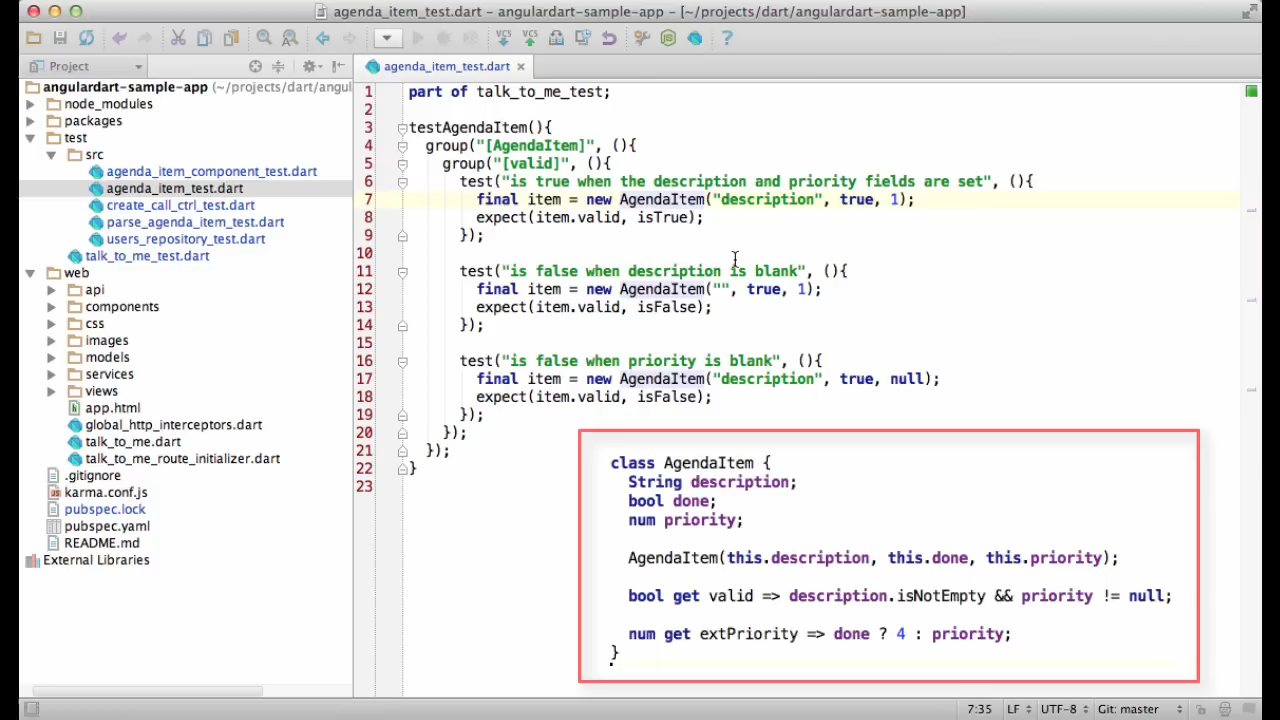 agenda_item_test.dart - angulardart-sample-app - [~/projects/dart/angulardart-sample-app]
VCS VCS
Project
agenda_item_test.dart
angulardart-sample-app (~/projects/dart/angul
node_modules
packages
test
src
agenda_item_component_test.dart
agenda_item_test.dart
create_call_ctrl_test.dart
parse_agenda_item_test.dart
users_repository_test.dart
talk_to_me_test.dart
web
api
components
css
images
models
services
views
app.html
global_http_interceptors.dart
talk_to_me.dart
talk_to_me_route_initializer.dart
.gitignore
karma.conf.js
pubspec.lock
pubspec.yaml
README.md
External Libraries
1 part of talk_to_me_test;
2
3 testAgendaItem(){
4 group("[AgendaItem]", (){
5 group("[valid]", (){
6 test("is true when the description and priority fields are set", (){
7 final item = new AgendaItem("description", true, 1);
8 expect(item.valid, isTrue);
9 });
10
11 test("is false when description is blank", (){
12 final item = new AgendaItem("", true, 1);
13 expect(item.valid, isFalse);
14 });
15
16 test("is false when priority is blank", (){
17 final item = new AgendaItem("description", true, null);
18 expect(item.valid, isFalse);
19 });
20 });
21 });
22 }
23
class AgendaItem {
String description;
bool done;
num priority;
AgendaItem(this.description, this.done, this.priority);
bool get valid => description.isNotEmpty && priority != null;
num get extPriority => done ? 4 : priority;
}
7:35 LF UTF-8 Git: master